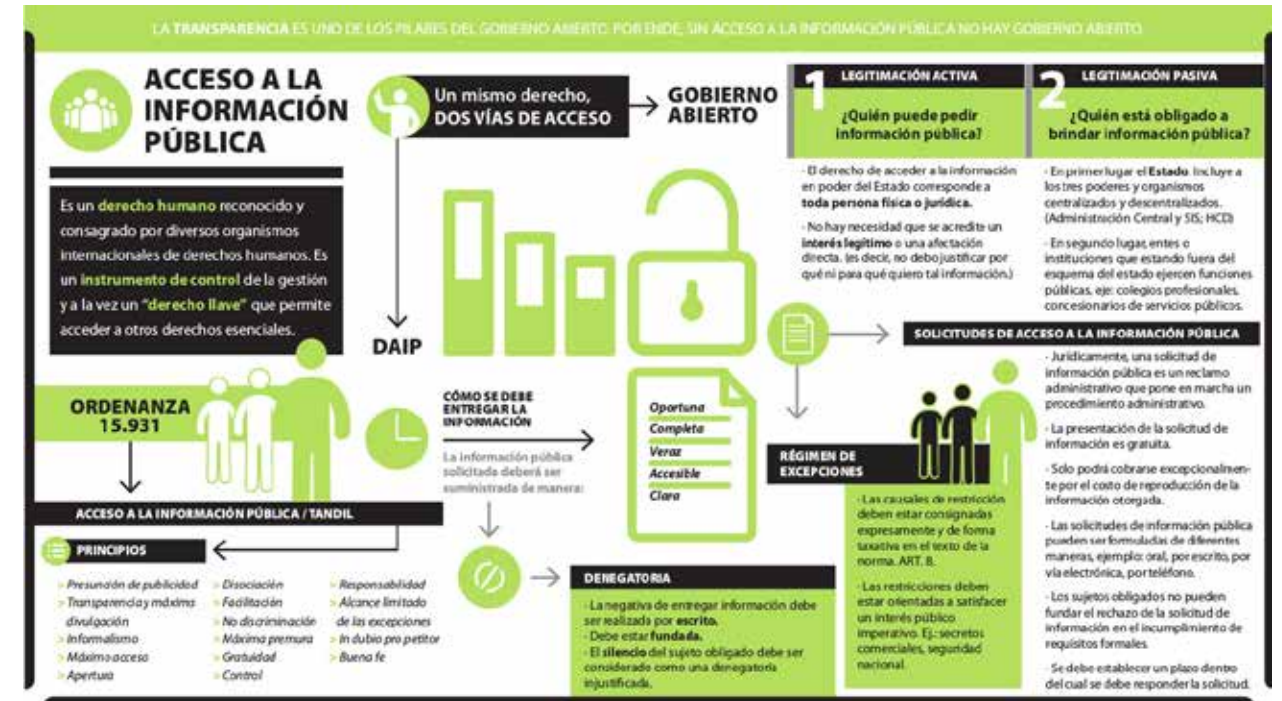 LA TRANSPARENCIA ES UNO DE LOS PILARES DEL GOBIERNO ABIERTO. POR ENDE, SIN ACCESO A LA INFORMACIÓN PÚBLICA NO HAY GOBIERNO ABIERTO.
ACCESO A LA
INFORMACIÓN
PÚBLICA
Es un derecho humano reconocido y
consagrado por diversos organismos
internacionales de derechos humanos. Es
un instrumento de control de la gestión
y a la vez un "derecho llave" que permite
acceder a otros derechos esenciales.
Un mismo derecho,
DOS VÍAS DE ACCESO
GOBIERNO
ABIERTO
DAIP
1
LEGITIMACIÓN ACTIVA
¿Quién puede pedir
información pública?
- El derecho de acceder a la información
en poder del Estado corresponde a
toda persona física o jurídica.
- No hay necesidad que se acredite un
interés legítimo o una afectación
directa. (es decir, no debo justificar por
qué ni para qué quiero tal información.)
2
LEGITIMACIÓN PASIVA
¿Quién está obligado a
brindar información pública?
- En primer lugar el Estado. Incluye a
los tres poderes y organismos
centralizados y descentralizados.
(Administración Central y SIS; HCD)
- En segundo lugar, entes o
instituciones que estando fuera del
esquema del estado ejercen funciones
públicas, eje: colegios profesionales,
concesionarios de servicios públicos.
ORDENANZA
15.931
ACCESO A LA INFORMACIÓN PÚBLICA / TANDIL
PRINCIPIOS
> Presunción de publicidad
> Transparencia y máxima
divulgación
> Informalismo
> Máximo acceso
> Apertura
> Disociación
> Facilitación
> No discriminación
> Máxima premura
> Gratuidad
> Control
> Responsabilidad
> Alcance limitado
de las excepciones
> In dubio pro petitor
> Buena fe
CÓMO SE DEBE
ENTREGAR LA
INFORMACIÓN
La información pública
solicitada deberá ser
suministrada de manera:
Oportuna
Completa
Veraz
Accesible
Clara
DENEGATORIA
- La negativa de entregar información debe
ser realizada por escrito.
- Debe estar fundada.
- El silencio del sujeto obligado debe ser
considerado como una denegatoria
injustificada.
RÉGIMEN DE
EXCEPCIONES
- Las causales de restricción
deben estar consignadas
expresamente y de forma
taxativa en el texto de la
norma. ART. 8.
- Las restricciones deben
estar orientadas a satisfacer
un interés público
imperativo. Ej.: secretos
comerciales, seguridad
nacional.
SOLICITUDES DE ACCESO A LA INFORMACIÓN PÚBLICA
- Jurídicamente, una solicitud de
información pública es un reclamo
administrativo que pone en marcha un
procedimiento administrativo.
- La presentación de la solicitud de
información es gratuita.
- Solo podrá cobrarse excepcionalmen-
te por el costo de reproducción de la
información otorgada.
- Las solicitudes de información pública
pueden ser formuladas de diferentes
maneras, ejemplo: oral, por escrito, por
vía electrónica, por teléfono.
- Los sujetos obligados no pueden
fundar el rechazo de la solicitud de
información en el incumplimiento de
requisitos formales.
- Se debe establecer un plazo dentro
del cual se debe responder la solicitud.